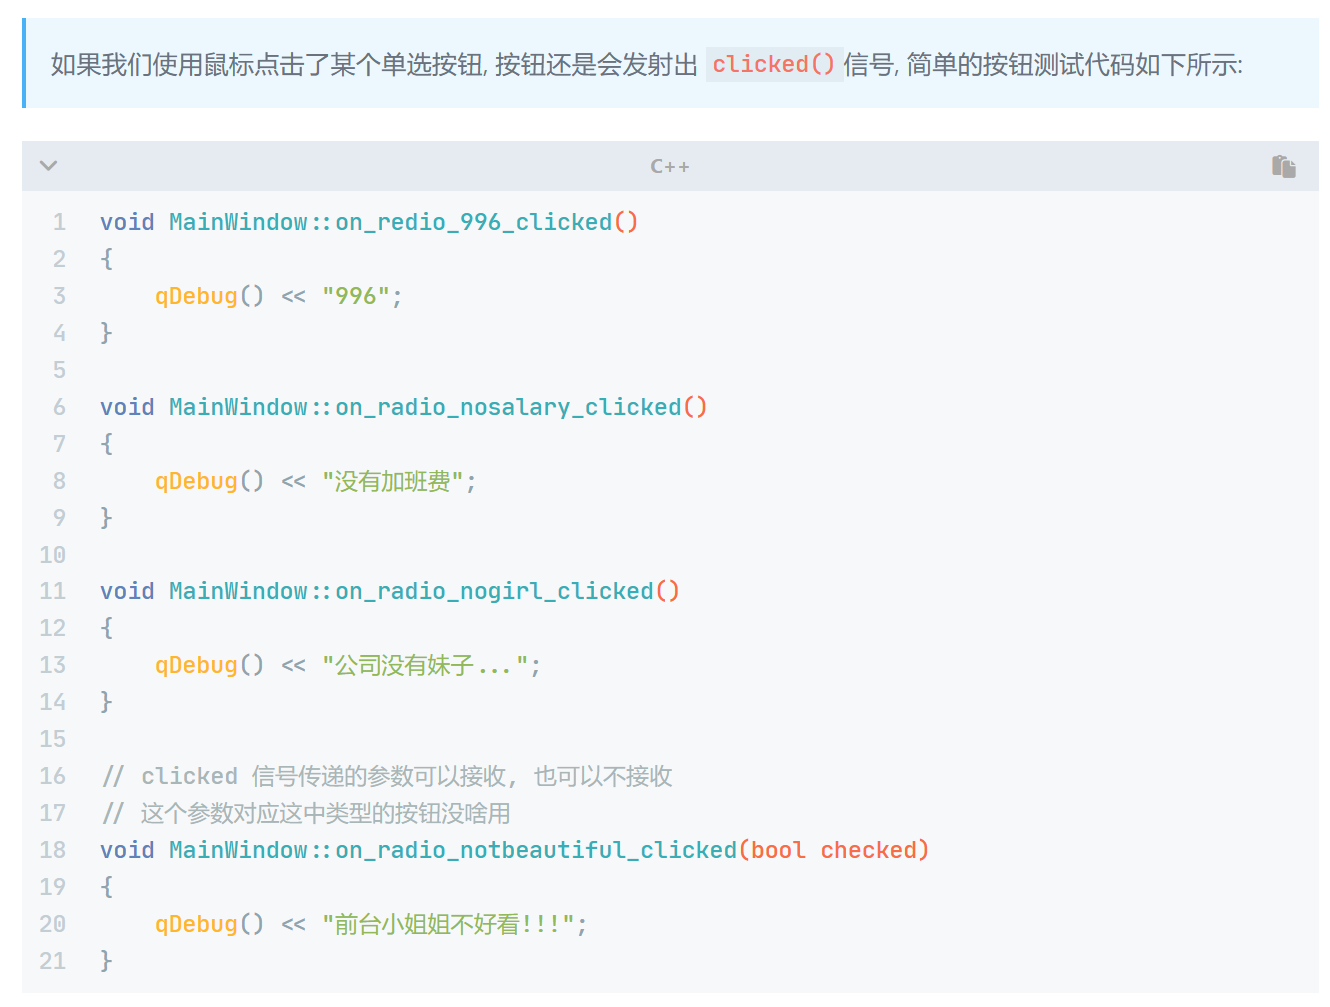 如果我们使用鼠标点击了某个单选按钮, 按钮还是会发射出 clicked()信号, 简单的按钮测试代码如下所示:
C++
1 void MainWindow::on_redio_996_clicked()
2 {
3     qDebug() << "996";
4 }
5
6 void MainWindow::on_radio_nosalary_clicked()
7 {
8     qDebug() << "没有加班费";
9 }
10
11 void MainWindow::on_radio_nogirl_clicked()
12 {
13     qDebug() << "公司没有妹子...";
14 }
15
16 // clicked 信号传递的参数可以接收, 也可以不接收
17 // 这个参数对应这中类型的按钮没啥用
18 void MainWindow::on_radio_notbeautiful_clicked(bool checked)
19 {
20     qDebug() << "前台小姐姐不好看!!!";
21 }